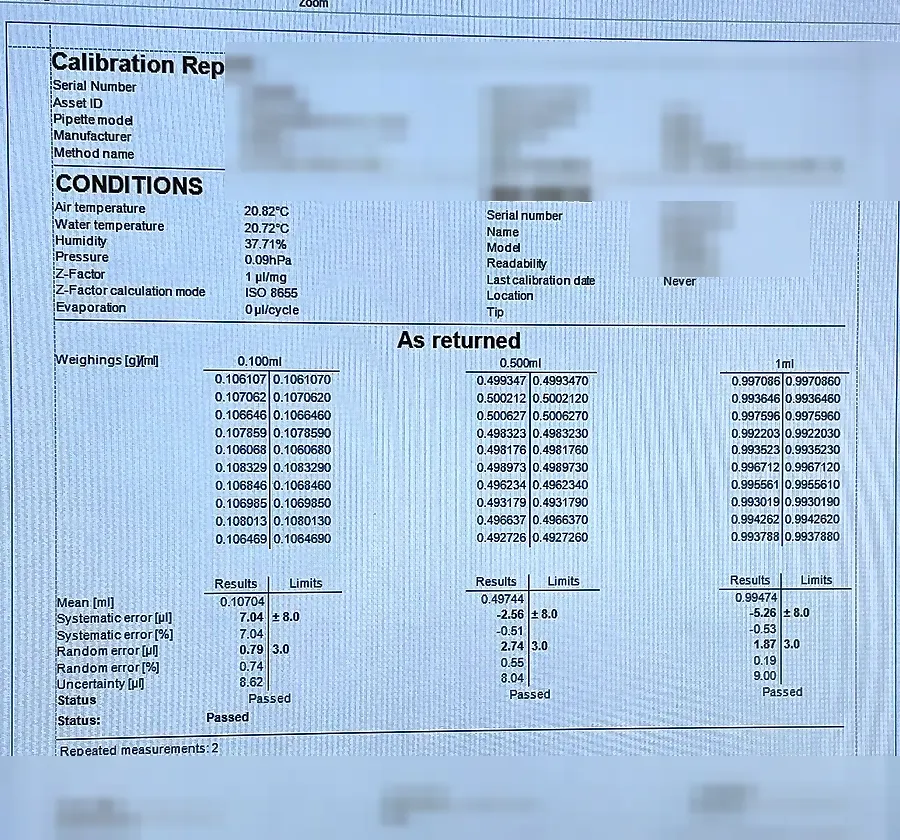 Zoom
Calibration Rep
Serial Number
Asset ID
Pipette model
Manufacturer
Method name
CONDITIONS
Air temperature 20.82°C
Water temperature 20.72°C Serial number
Humidity 37.71% Name
Pressure 0.09hPa Model
Z-Factor 1 µl/mg Readability
Z-Factor calculation mode ISO 8655 Last calibration date Never
Evaporation 0 µl/cycle Location
Tip
As returned
Weighings [g][ml] 0.100ml 0.500ml 1ml
0.106107 0.1061070 0.499347 0.4993470 0.997086 0.9970860
0.107062 0.1070620 0.500212 0.5002120 0.993646 0.9936460
0.106646 0.1066460 0.500627 0.5006270 0.997596 0.9975960
0.107859 0.1078590 0.498323 0.4983230 0.992203 0.9922030
0.106068 0.1060680 0.498176 0.4981760 0.993523 0.9935230
0.108329 0.1083290 0.498973 0.4989730 0.996712 0.9967120
0.106846 0.1068460 0.496234 0.4962340 0.995561 0.9955610
0.106985 0.1069850 0.493179 0.4931790 0.993019 0.9930190
0.108013 0.1080130 0.496637 0.4966370 0.994262 0.9942620
0.106469 0.1064690 0.492726 0.4927260 0.993788 0.9937880
Results Limits Results Limits Results Limits
Mean [ml] 0.10704 0.49744 0.99474
Systematic error [µl] 7.04 ± 8.0 -2.56 ± 8.0 -5.26 ± 8.0
Systematic error [%] 7.04 -0.51 -0.53
Random error [µl] 0.79 3.0 2.74 3.0 1.87 3.0
Random error [%] 0.74 0.55 0.19
Uncertainty [µl] 8.62 8.04 9.00
Status Passed Passed Passed
Status: Passed
Repeated measurements: 2